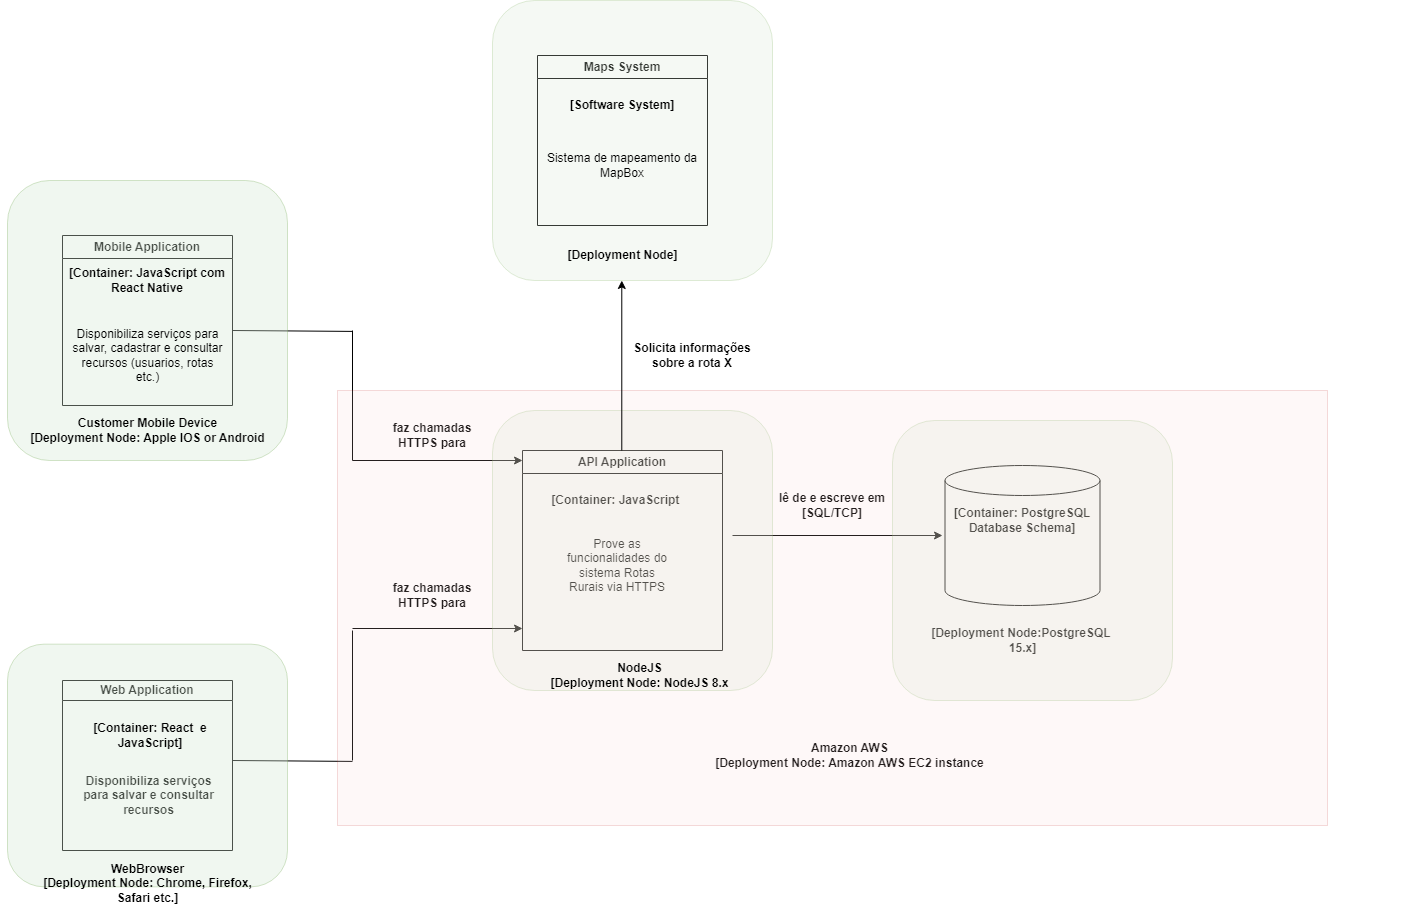 Maps System
[Software System]
Sistema de mapeamento da
MapBox
[Deployment Node]
Mobile Application
[Container: JavaScript com
React Native
Disponibiliza serviços para
salvar, cadastrar e consultar
recursos (usuarios, rotas
etc.)
Customer Mobile Device
[Deployment Node: Apple IOS or Android
Solicita informações
sobre a rota X
faz chamadas
HTTPS para
API Application
[Container: JavaScript
Prove as
funcionalidades do
sistema Rotas
Rurais via HTTPS
NodeJS
[Deployment Node: NodeJS 8.x
lê de e escreve em
[SQL/TCP]
[Container: PostgreSQL
Database Schema]
[Deployment Node:PostgreSQL
15.x]
faz chamadas
HTTPS para
Web Application
[Container: React  e
JavaScript]
Disponibiliza serviços
para salvar e consultar
recursos
WebBrowser
[Deployment Node: Chrome, Firefox,
Safari etc.]
Amazon AWS
[Deployment Node: Amazon AWS EC2 instance